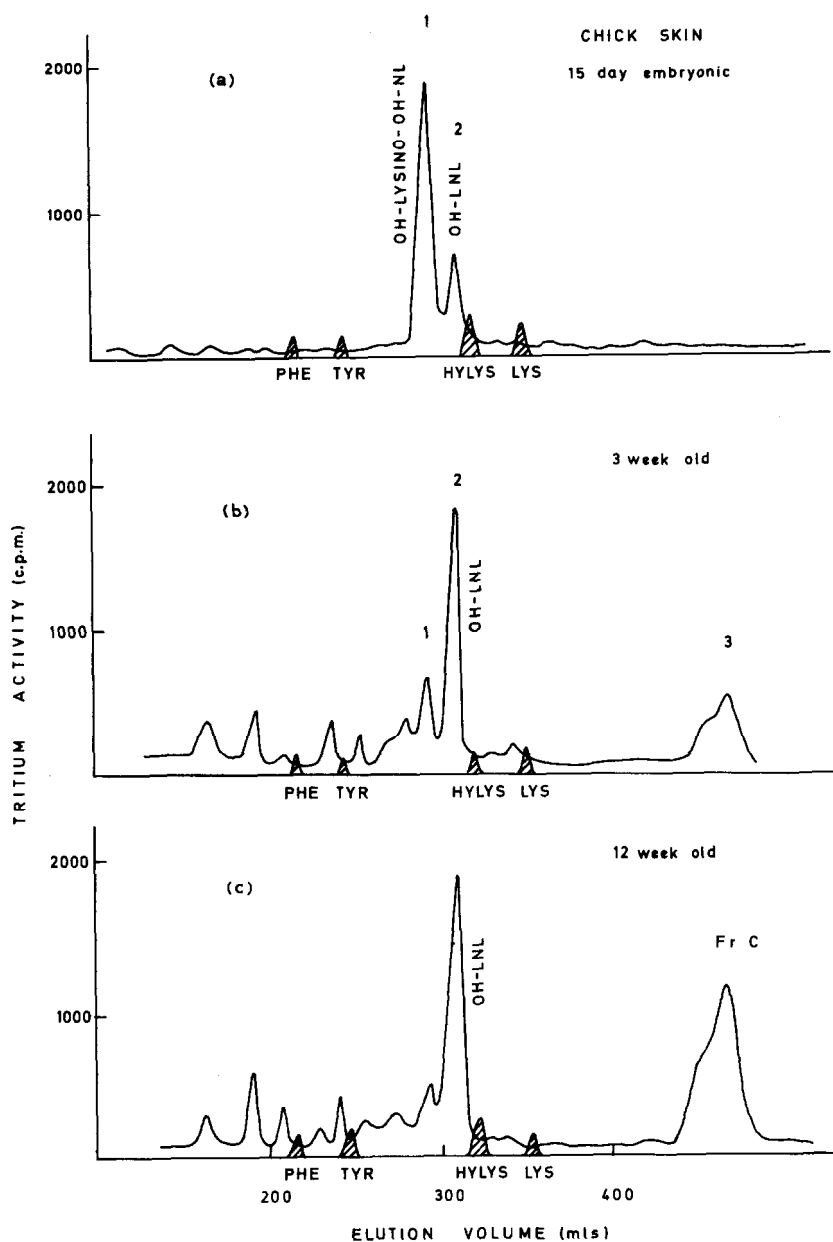 1
CHICK SKIN
15 day embryonic
(a)
2000
1000
OH-LYSINO-OH-NL
2
OH-LNL
PHE TYR HYLYS LYS
3 week old
(b)
2000
1000
2
OH-LNL
1
3
PHE TYR HYLYS LYS
TRITIUM ACTIVITY (c.p.m.)
12 week old
(c)
2000
1000
OH-LNL
Fr C
PHE TYR HYLYS LYS
200 300 400
ELUTION VOLUME (mls)